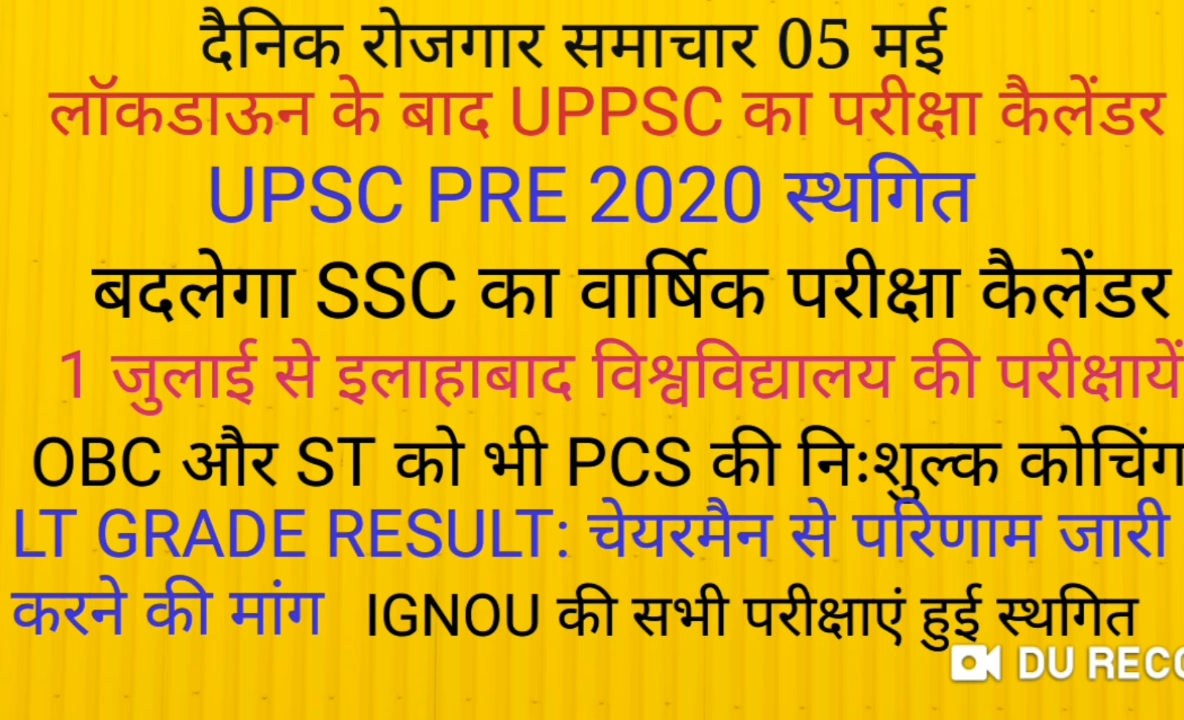 दैनिक रोजगार समाचार 05 मई
लॉकडाऊन के बाद UPPSC का परीक्षा कैलेंडर
UPSC PRE 2020 स्थगित
बदलेगा SSC का वार्षिक परीक्षा कैलेंडर
1 जुलाई से इलाहाबाद विश्वविद्यालय की परीक्षायें
OBC और ST को भी PCS की निःशुल्क कोचिंग
LT GRADE RESULT: चेयरमैन से परिणाम जारी
करने की मांग IGNOU की सभी परीक्षाएं हुई स्थगित
DU REC